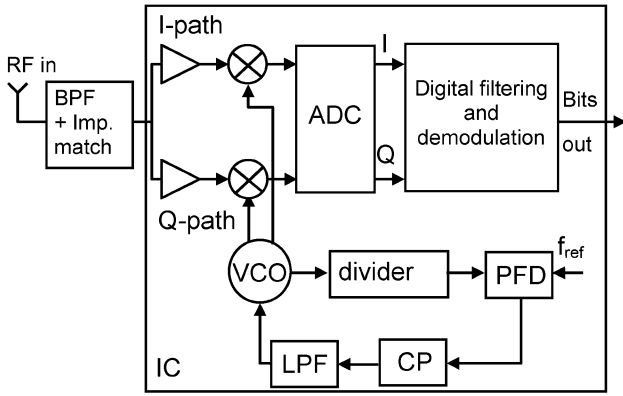 I-path
RF in
BPF
+ Imp.
match
ADC
I
Q
Digital filtering
and
demodulation
Bits
out
Q-path
VCO
divider
PFD
fref
LPF
CP
IC